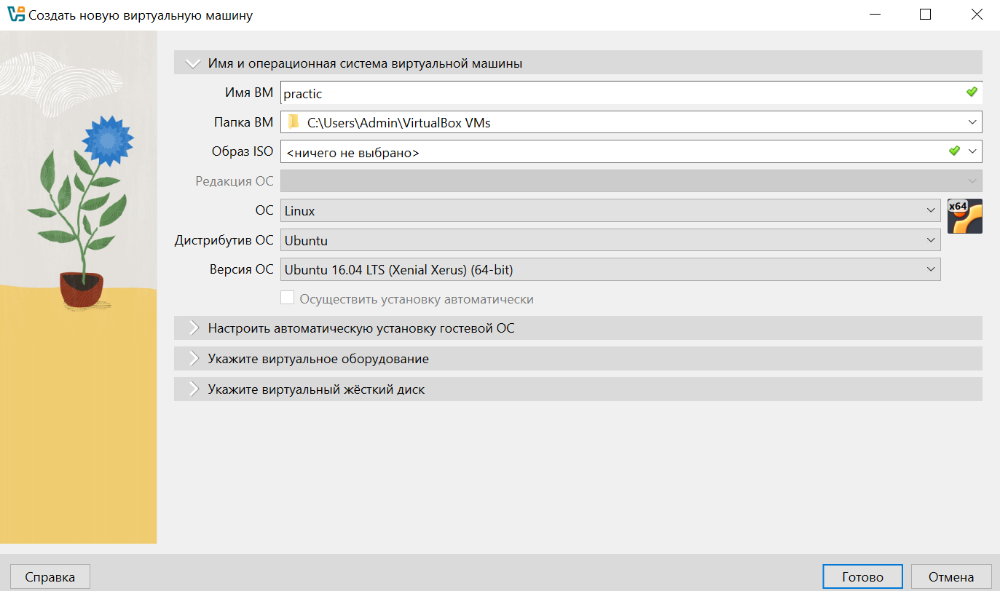 Создать новую виртуальную машину
Имя и операционная система виртуальной машины
Имя ВМ practic
Папка ВМ C:\Users\Admin\VirtualBox VMs
Образ ISO <ничего не выбрано>
Редакция ОС
ОС Linux
x64
Дистрибутив ОС Ubuntu
Версия ОС Ubuntu 16.04 LTS (Xenial Xerus) (64-bit)
Осуществить установку автоматически
Настроить автоматическую установку гостевой ОС
Укажите виртуальное оборудование
Укажите виртуальный жёсткий диск
Справка Готово Отмена